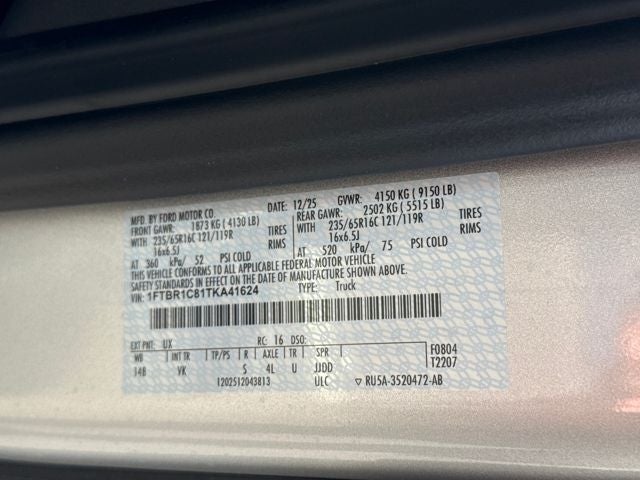 MFD. BY FORD MOTOR CO. DATE: 12/25 GVWR: 4150 KG ( 9150 LB)
FRONT GAWR: 1873 KG ( 4130 LB) REAR GAWR: 2502 KG ( 5515 LB)
WITH 235/65R16C 121/119R TIRES WITH 235/65R16C 121/119R TIRES
16x6.5J RIMS 16x6.5J RIMS
AT 360 kPa/ 52 PSI COLD AT 520 kPa/ 75 PSI COLD
THIS VEHICLE CONFORMS TO ALL APPLICABLE FEDERAL MOTOR VEHICLE
SAFETY STANDARDS IN EFFECT ON THE DATE OF MANUFACTURE SHOWN ABOVE.
VIN: 1FTBR1C81TKA41624 TYPE: Truck
EXT PNT: UX RC: 16 DSO:
WB INT TR TP/PS R AXLE TR SPR F0804
14B VK S 4L U JJDD T2207
1202512043813 ULC ▽ RU5A-3520472-AB